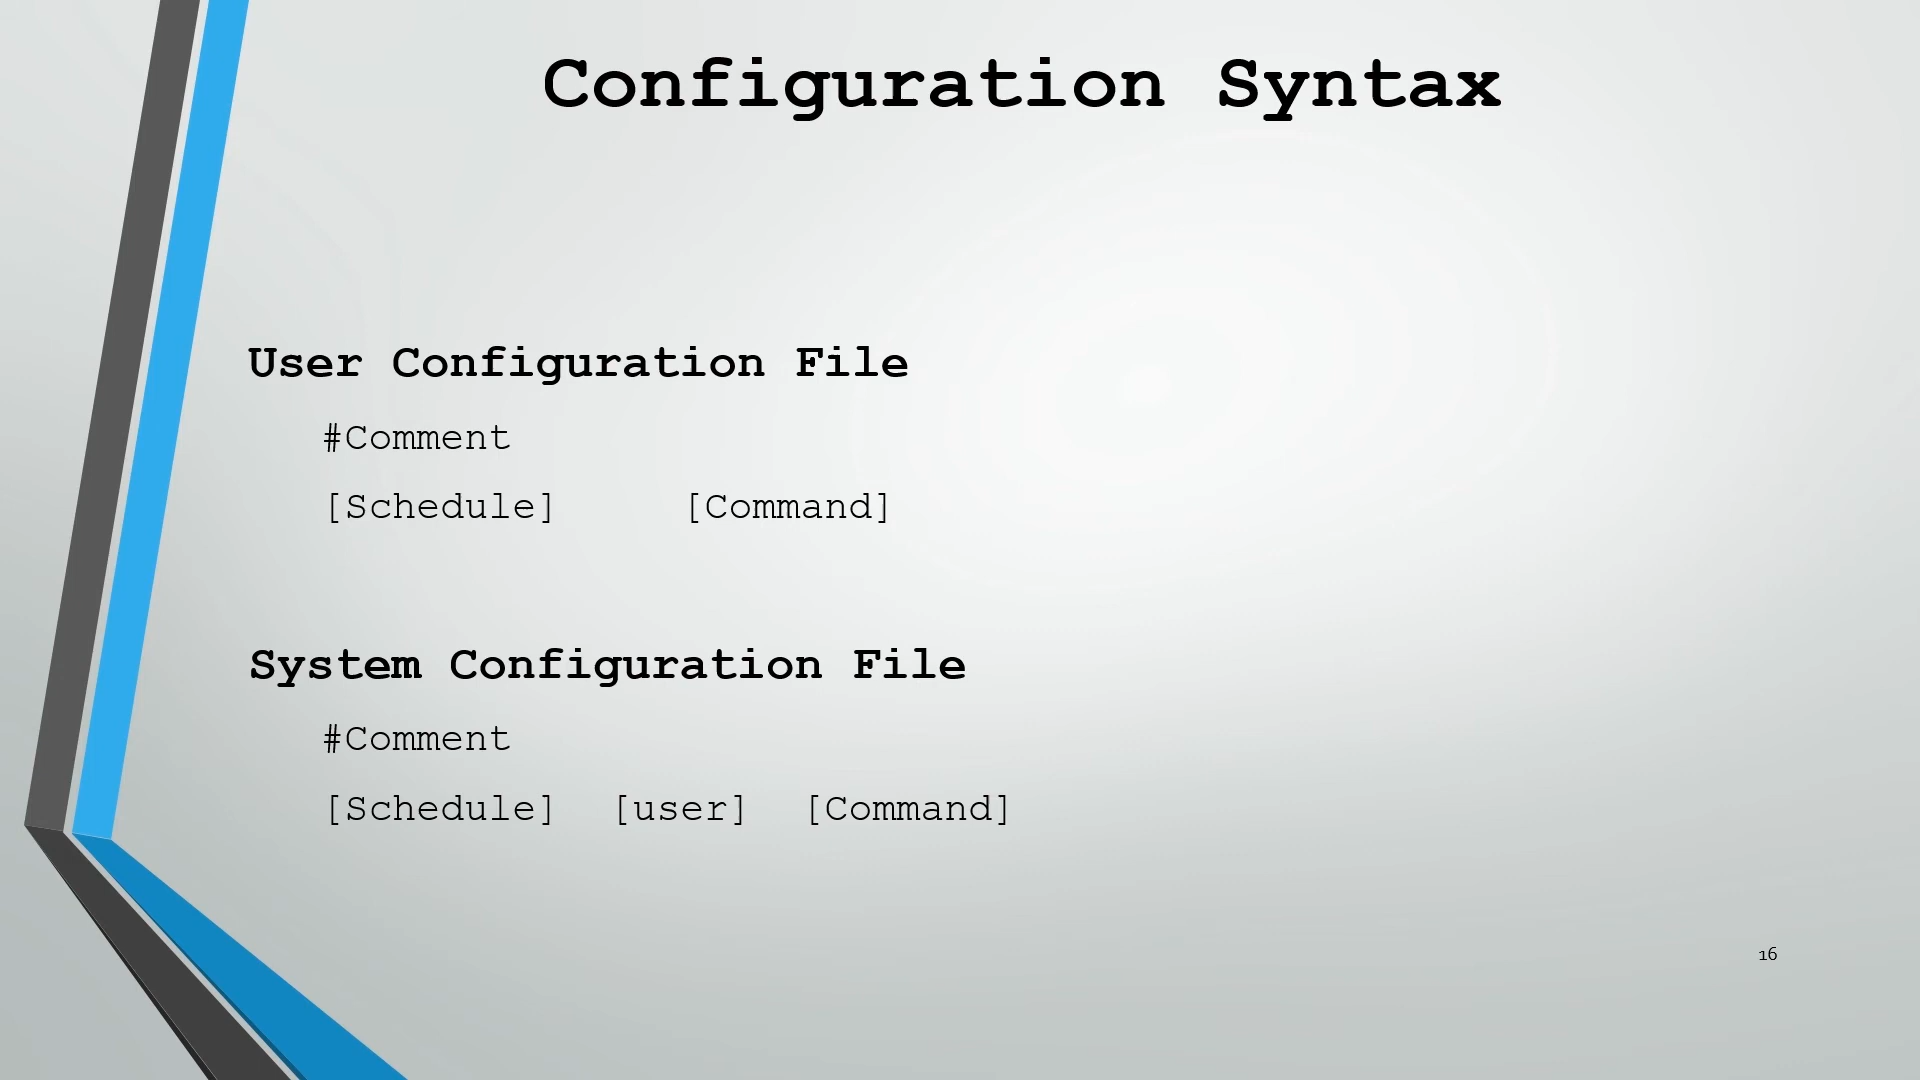 Configuration Syntax
User Configuration File
#Comment
[Schedule] [Command]
System Configuration File
#Comment
[Schedule] [user] [Command]
16